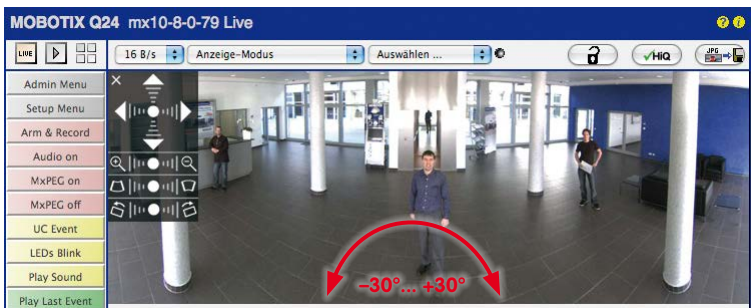 MOBOTIX Q24 mx10-8-0-79 Live
LIVE
16 B/s
Anzeige-Modus
Auswählen ...
HiQ
JPG
Admin Menu
Setup Menu
Arm & Record
Audio on
MxPEG on
MxPEG off
UC Event
LEDs Blink
Play Sound
Play Last Event
–30°... +30°